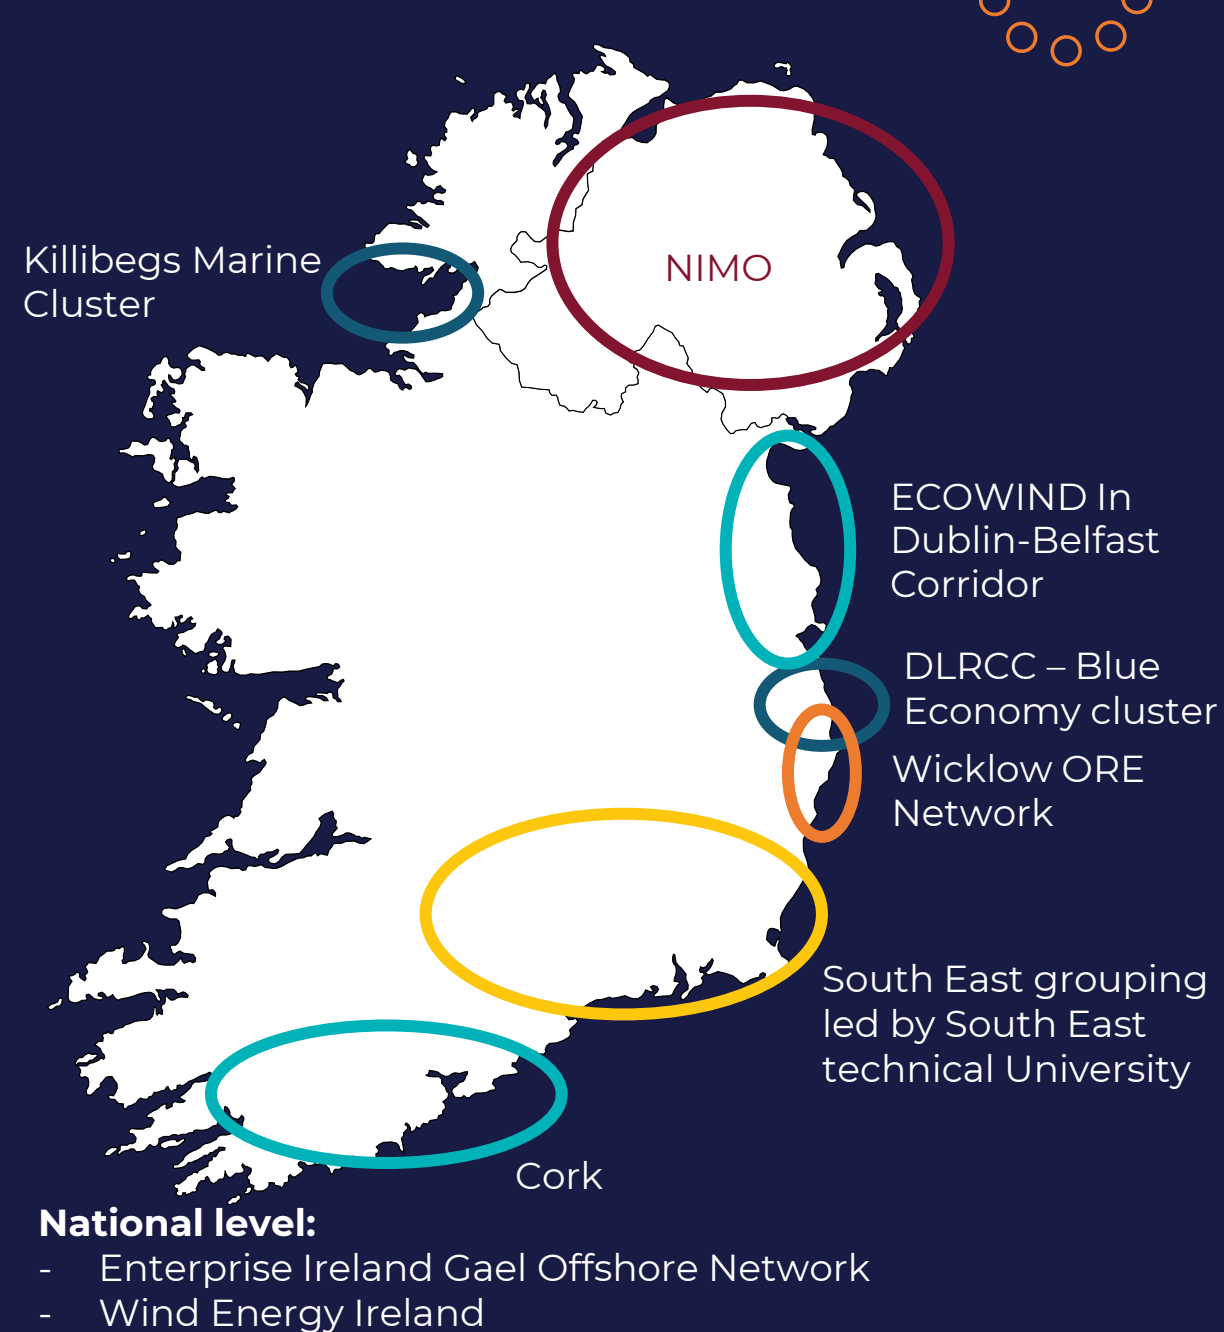 Killibegs Marine
Cluster
NIMO
ECOWIND In
Dublin-Belfast
Corridor
DLRCC – Blue
Economy cluster
Wicklow ORE
Network
South East grouping
led by South East
technical University
Cork
National level:
- Enterprise Ireland Gael Offshore Network
- Wind Energy Ireland